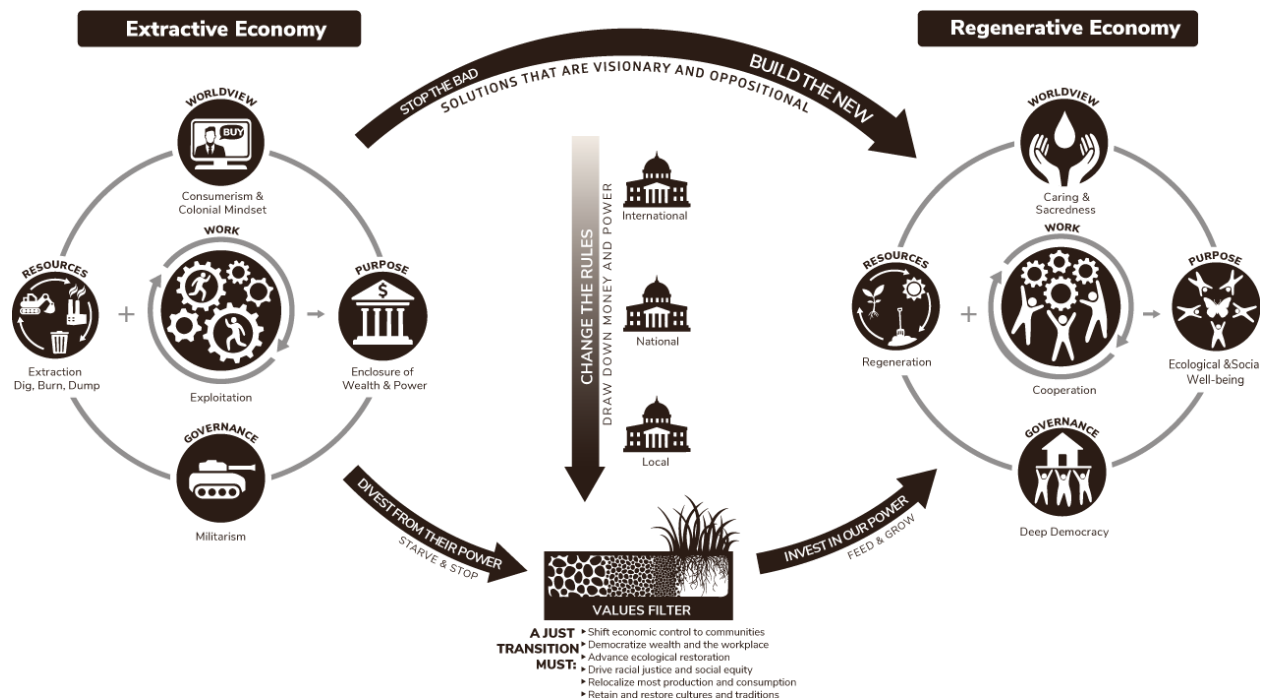 Extractive Economy
Regenerative Economy
STOP THE BAD
BUILD THE NEW
SOLUTIONS THAT ARE VISIONARY AND OPPOSITIONAL
WORLDVIEW
BUY
Consumerism &
Colonial Mindset
RESOURCES
Extraction
Dig, Burn, Dump
+
WORK
Exploitation
PURPOSE
$
Enclosure of
Wealth & Power
GOVERNANCE
Militarism
CHANGE THE RULES
DRAW DOWN MONEY AND POWER
International
National
Local
WORLDVIEW
Caring &
Sacredness
RESOURCES
Regeneration
+
WORK
Cooperation
PURPOSE
Ecological &Socia
Well-being
GOVERNANCE
Deep Democracy
DIVEST FROM THEIR POWER
STARVE & STOP
INVEST IN OUR POWER
FEED & GROW
VALUES FILTER
A JUST
TRANSITION
MUST:
Shift economic control to communities
Democratize wealth and the workplace
Advance ecological restoration
Drive racial justice and social equity
Relocalize most production and consumption
Retain and restore cultures and traditions